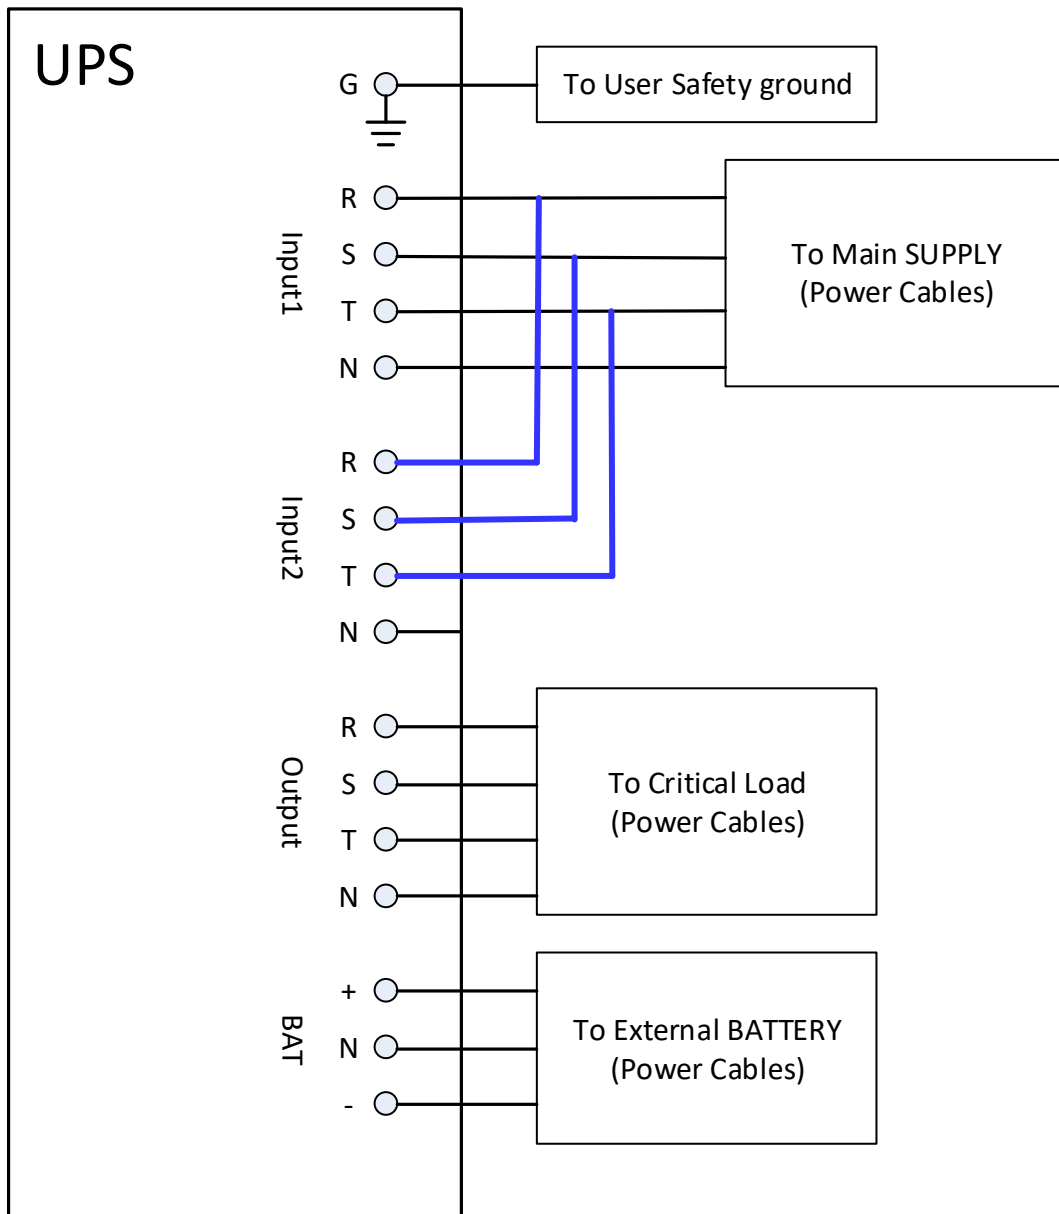 UPS
G
To User Safety ground
R
S
T
N
Input1
To Main SUPPLY
(Power Cables)
R
S
T
N
Input2
R
S
T
N
Output
To Critical Load
(Power Cables)
+
N
-
BAT
To External BATTERY
(Power Cables)